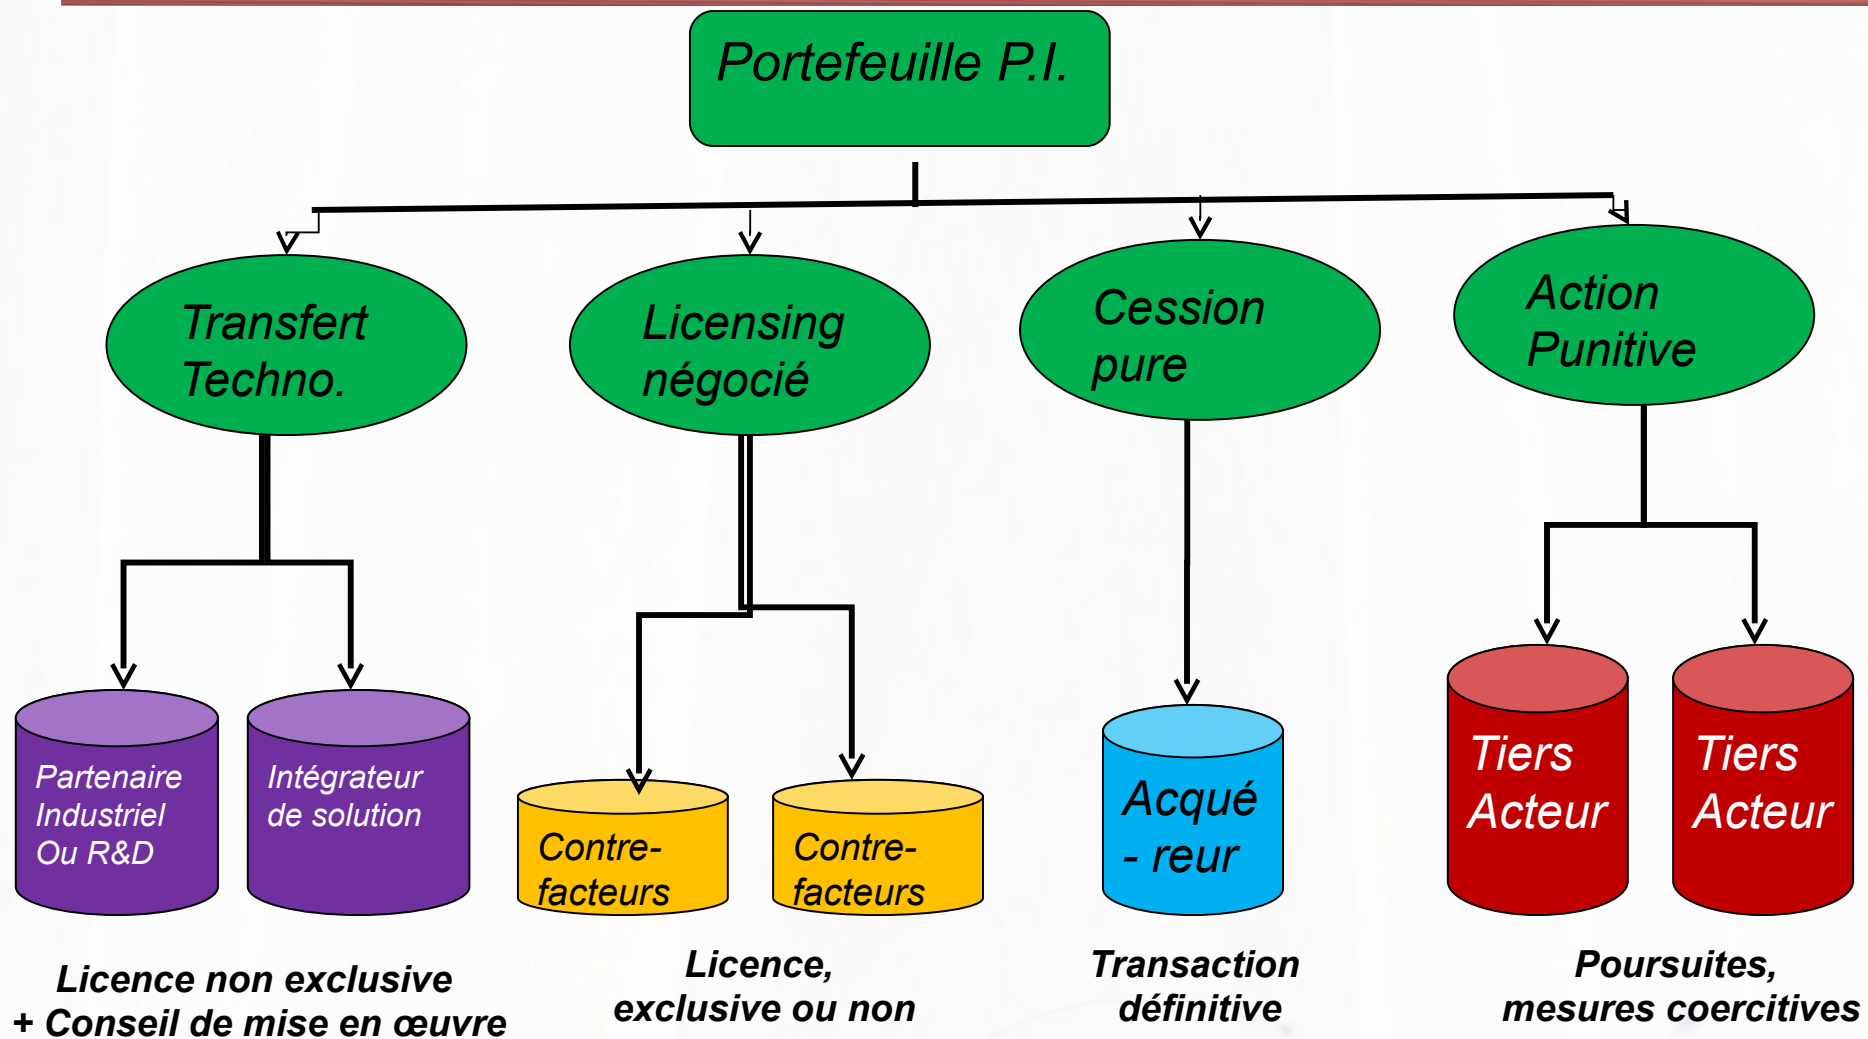 Portefeuille P.I.
Transfert
Techno.
Licensing
négocié
Cession
pure
Action
Punitive
Partenaire
Industriel
Ou R&D
Intégrateur
de solution
Contre-
facteurs
Contre-
facteurs
Acqué
- reur
Tiers
Acteur
Tiers
Acteur
Licence non exclusive
+ Conseil de mise en œuvre
Licence,
exclusive ou non
Transaction
définitive
Poursuites,
mesures coercitives